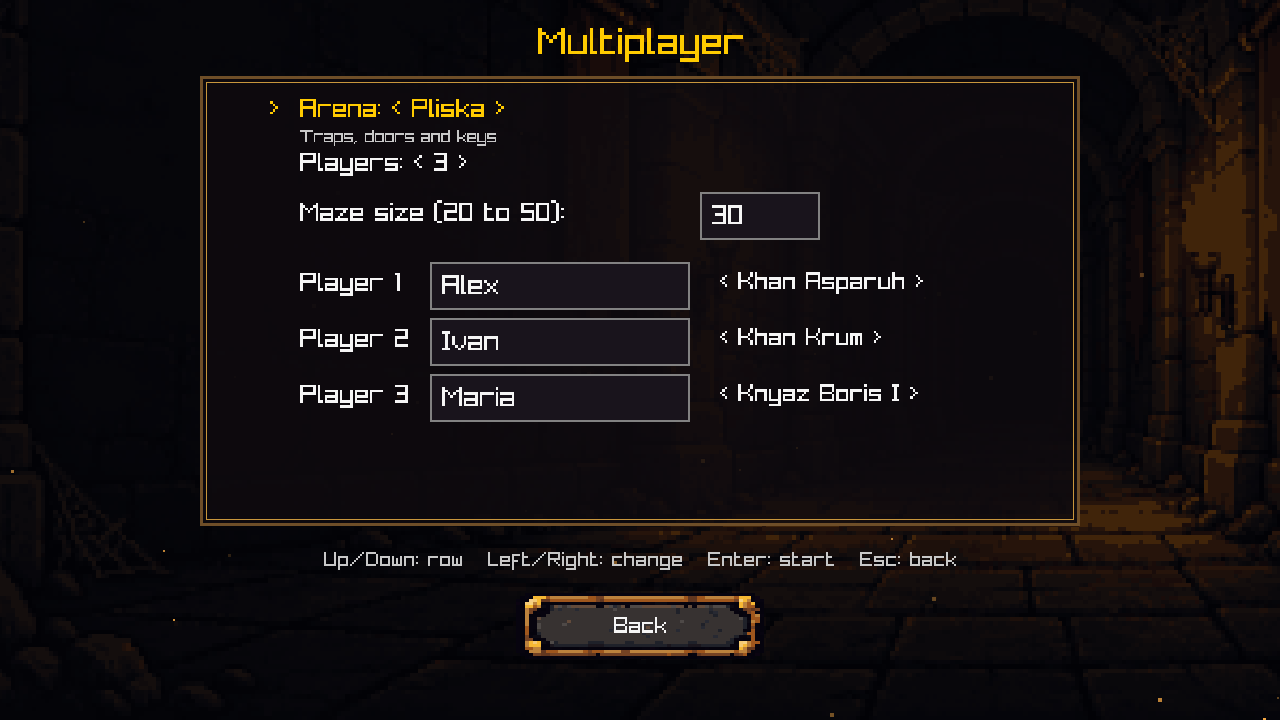 Multiplayer
> Arena: < Pliska >
Traps, doors and keys
Players: < 3 >
Maze size (20 to 50): 30
Player 1 Alex < Khan Asparuh >
Player 2 Ivan < Khan Krum >
Player 3 Maria < Knyaz Boris I >
Up/Down: row Left/Right: change Enter: start Esc: back
Back